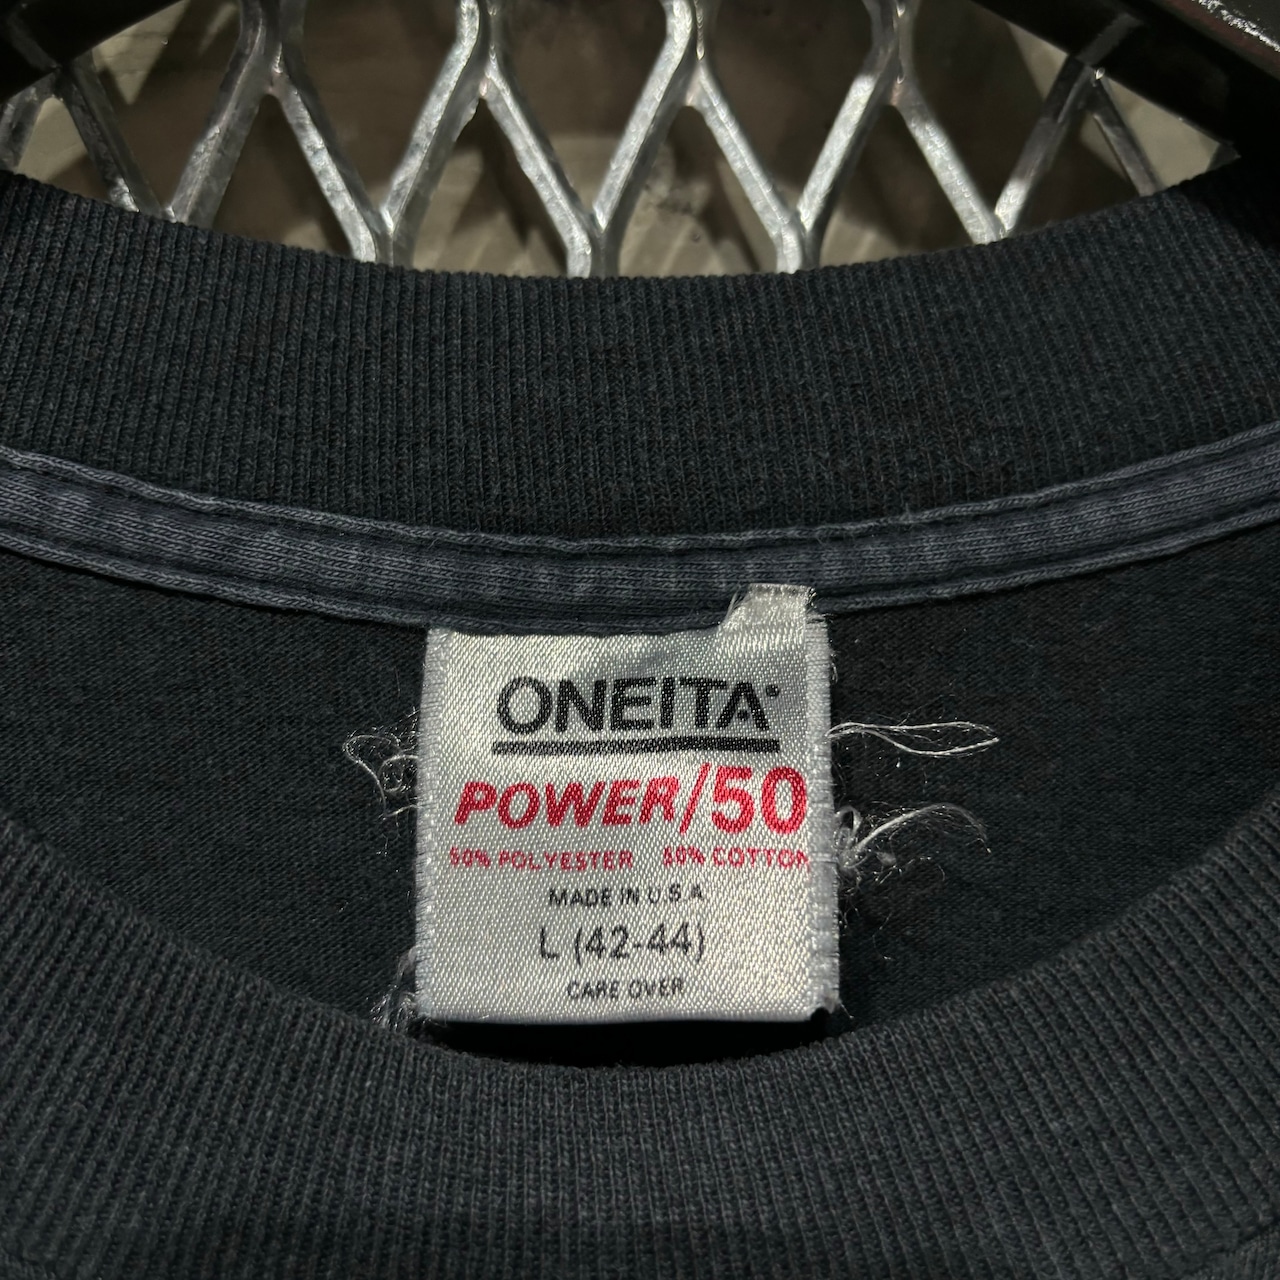 ONEITA
POWER/50
50% POLYESTER 50% COTTON
MADE IN U.S.A
L (42-44)
CARE OVER